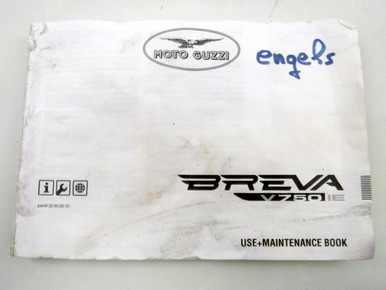 MOTO GUZZI
engels
BREVA
V750 IE
USE+MAINTENANCE BOOK